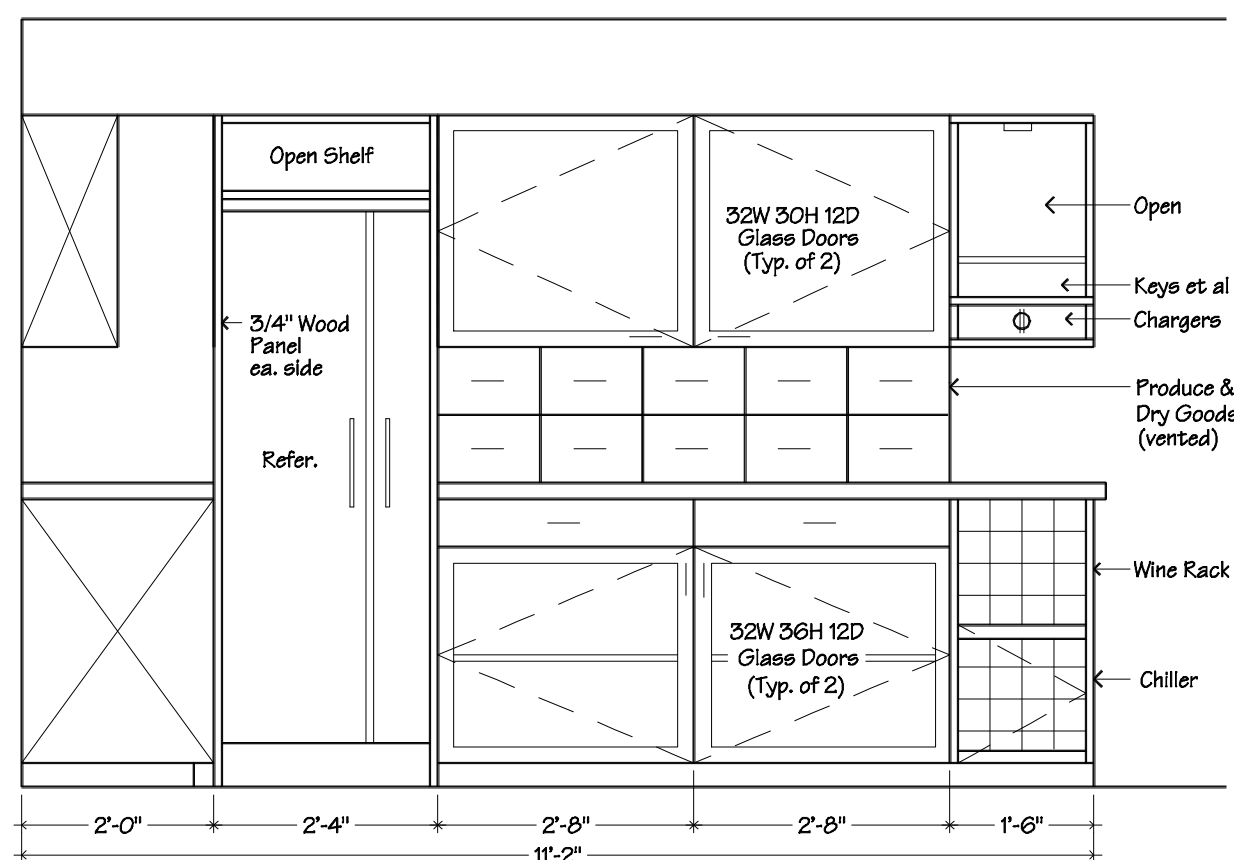 Open Shelf
32W 30H 12D
Glass Doors
(Typ. of 2)
Open
Keys et al
Chargers
3/4" Wood
Panel
ea. side
Produce &
Dry Goods
(vented)
Refer.
Wine Rack
32W 36H 12D
Glass Doors
(Typ. of 2)
Chiller
2'-0"
2'-4"
2'-8"
2'-8"
1'-6"
11'-2"